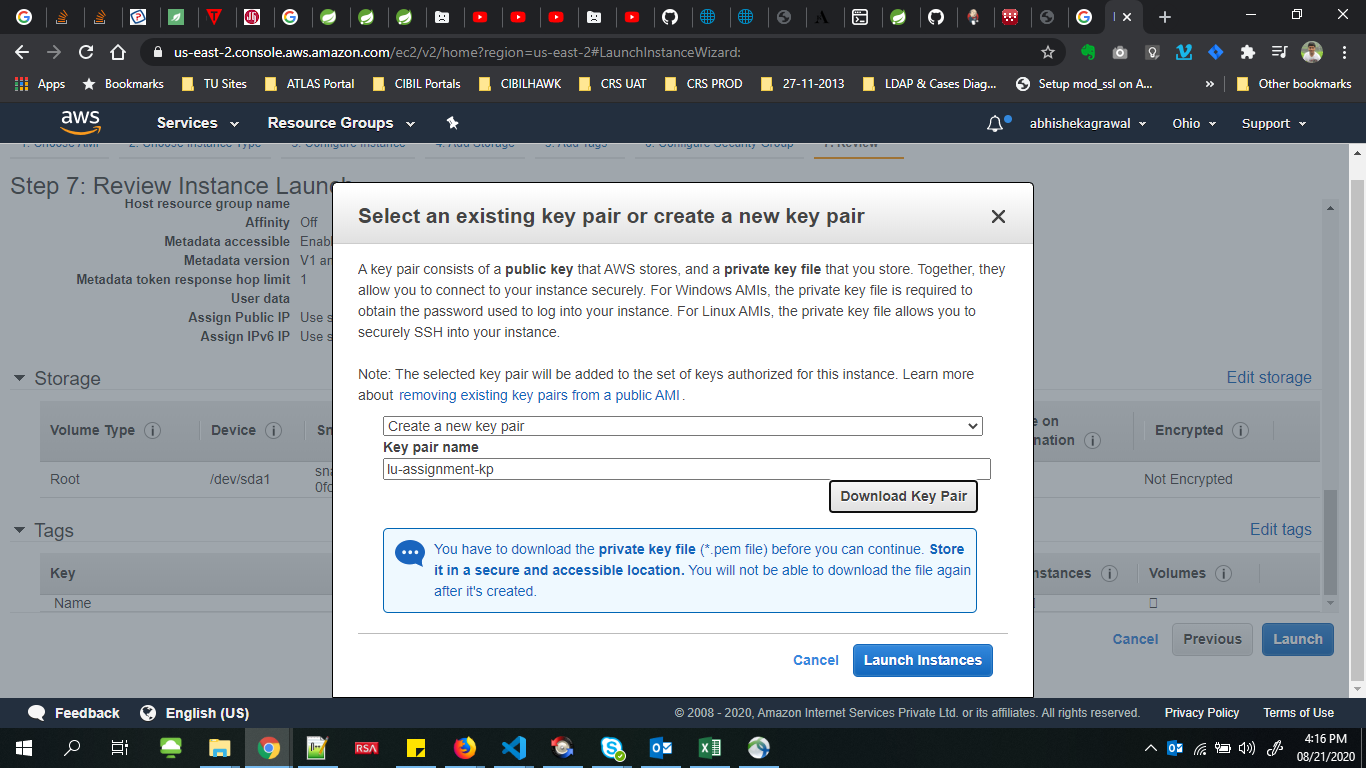 us-east-2.console.aws.amazon.com/ec2/v2/home?region=us-east-2#LaunchInstanceWizard:
Apps Bookmarks TU Sites ATLAS Portal CIBIL Portals CIBILHAWK CRS UAT CRS PROD 27-11-2013 LDAP & Cases Diag... Setup mod_ssl on A... » Other bookmarks
aws Services Resource Groups abhishekagrawal Ohio Support
1. Choose AMI 2. Choose Instance Type 3. Configure Instance 4. Add Storage 5. Add Tags 6. Configure Security Group 7. Review
Step 7: Review Instance Launch
Host resource group name
Affinity Off
Metadata accessible Enabl
Metadata version V1 an
Metadata token response hop limit 1
User data
Assign Public IP Use s
Assign IPv6 IP Use s
Select an existing key pair or create a new key pair
A key pair consists of a public key that AWS stores, and a private key file that you store. Together, they
allow you to connect to your instance securely. For Windows AMIs, the private key file is required to
obtain the password used to log into your instance. For Linux AMIs, the private key file allows you to
securely SSH into your instance.
Note: The selected key pair will be added to the set of keys authorized for this instance. Learn more
about removing existing key pairs from a public AMI.
Create a new key pair
Key pair name
lu-assignment-kp
Download Key Pair
You have to download the private key file (*.pem file) before you can continue. Store
it in a secure and accessible location. You will not be able to download the file again
after it's created.
Cancel Launch Instances
Storage Edit storage
Volume Type Device Sn e on
nation Encrypted
Root /dev/sda1 sna
0fc Not Encrypted
Tags Edit tags
Key nstances Volumes
Name
Cancel Previous Launch
Feedback English (US) © 2008 - 2020, Amazon Internet Services Private Ltd. or its affiliates. All rights reserved. Privacy Policy Terms of Use
RSA
4:16 PM
08/21/2020